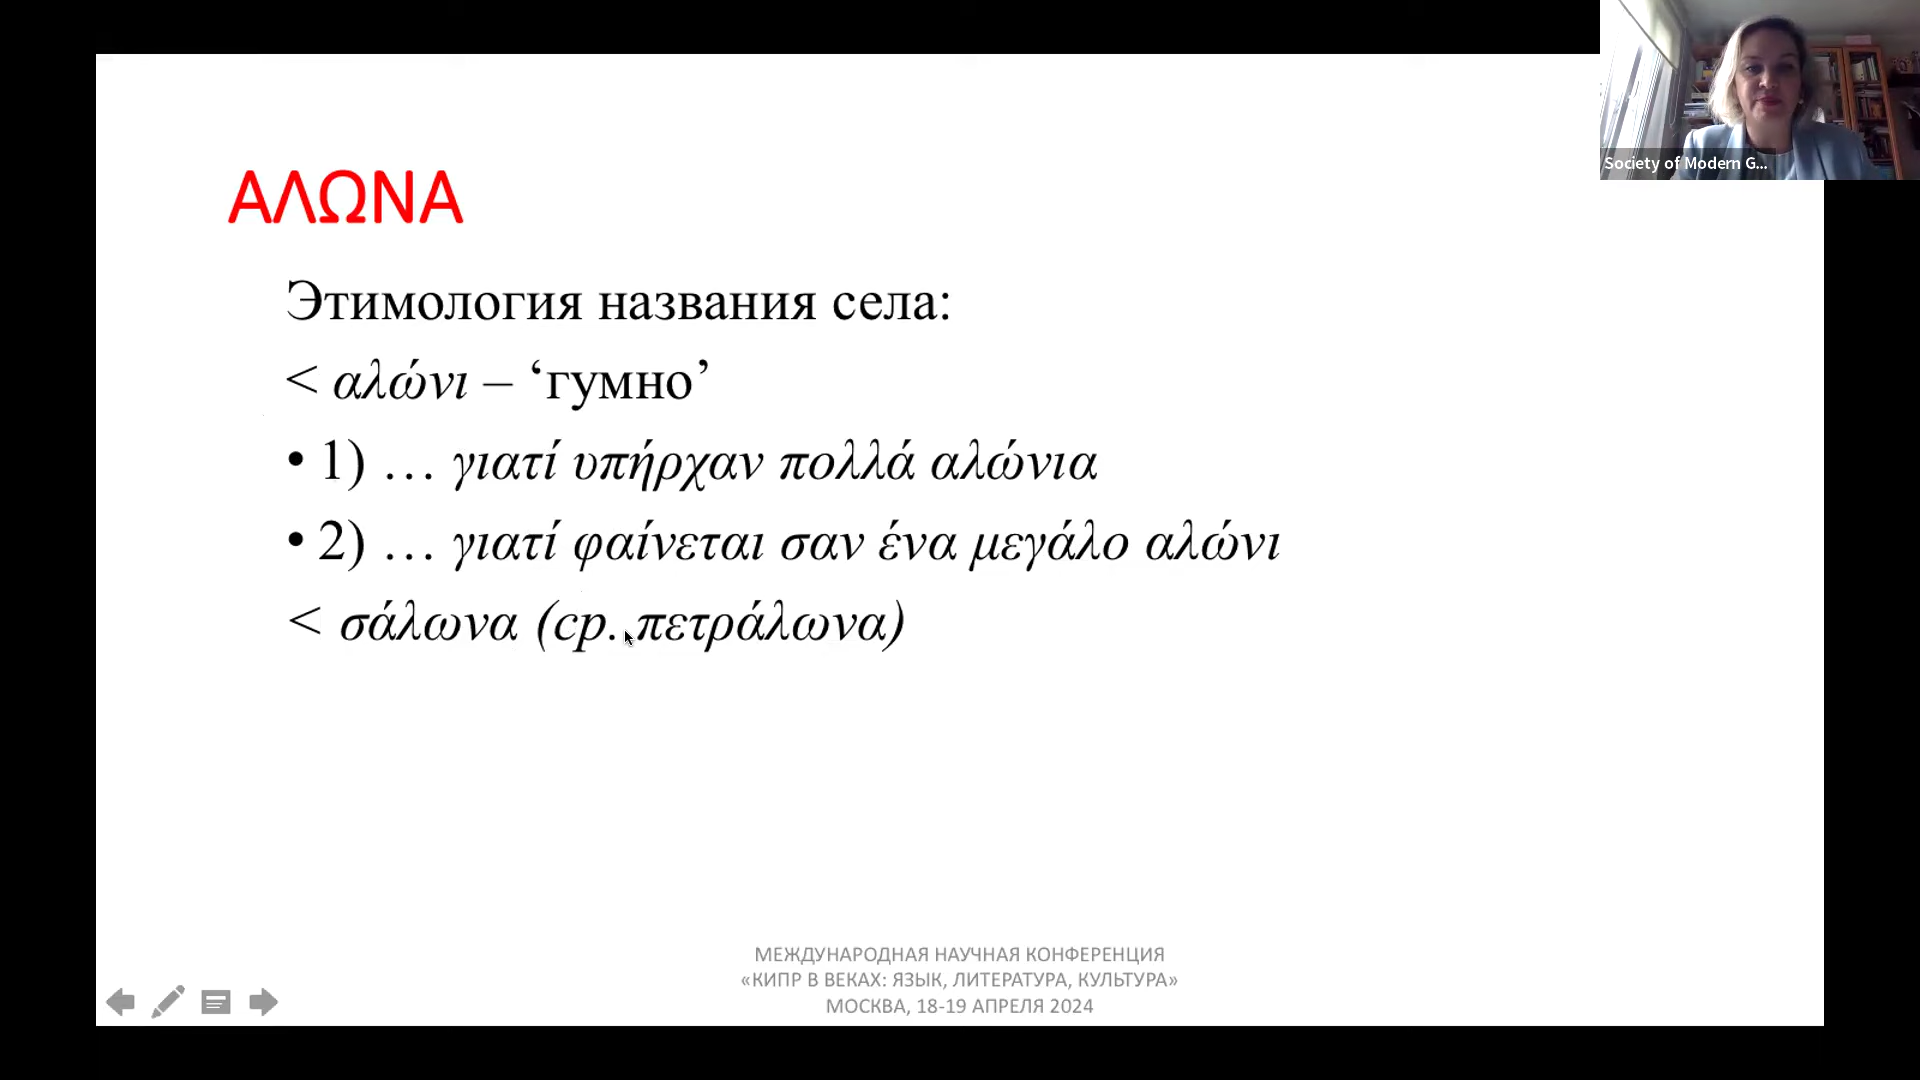 Society of Modern G...
ΑΛΩΝΑ
Этимология названия села:
< αλώνι – ‘гумно’
• 1) … γιατί υπήρχαν πολλά αλώνια
• 2) … γιατί φαίνεται σαν ένα μεγάλο αλώνι
< σάλωνα (ср. πετράλωνα)
МЕЖДУНАРОДНАЯ НАУЧНАЯ КОНФЕРЕНЦИЯ
«КИПР В ВЕКАХ: ЯЗЫК, ЛИТЕРАТУРА, КУЛЬТУРА»
МОСКВА, 18-19 АПРЕЛЯ 2024